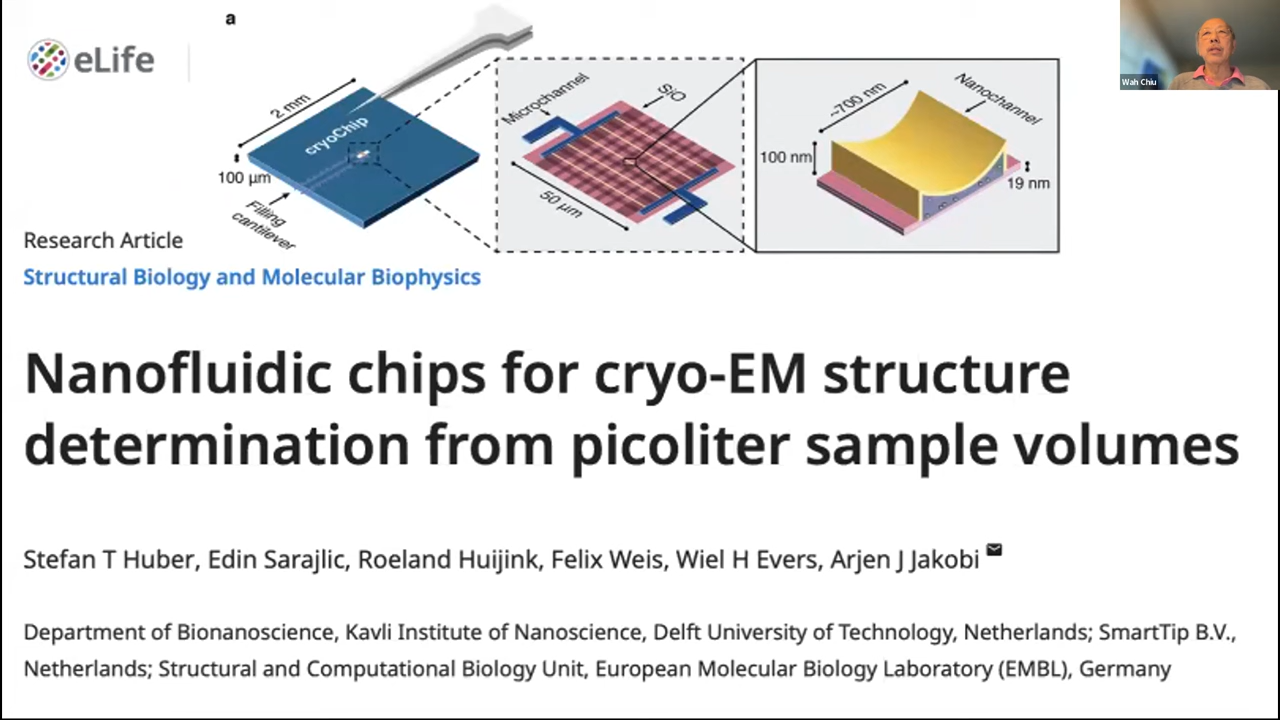 a
eLife
2 mm
cryoChip
100 μm
Filling
cantilever
Microchannel
SiO
50 μm
~700 nm
Nanochannel
100 nm
19 nm
Wah Chiu
Research Article
Structural Biology and Molecular Biophysics
Nanofluidic chips for cryo-EM structure
determination from picoliter sample volumes
Stefan T Huber, Edin Sarajlic, Roeland Huijink, Felix Weis, Wiel H Evers, Arjen J Jakobi
Department of Bionanoscience, Kavli Institute of Nanoscience, Delft University of Technology, Netherlands; SmartTip B.V.,
Netherlands; Structural and Computational Biology Unit, European Molecular Biology Laboratory (EMBL), Germany